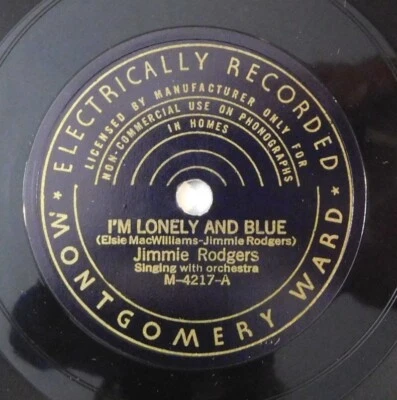 ELECTRICALLY RECORDED
LICENSED BY MANUFACTURER ONLY FOR
NON-COMMERCIAL USE ON PHONOGRAPHS
IN HOMES
I'M LONELY AND BLUE
(Elsie MacWilliams-Jimmie Rodgers)
Jimmie Rodgers
Singing with orchestra
M-4217-A
★ MONTGOMERY WARD ★